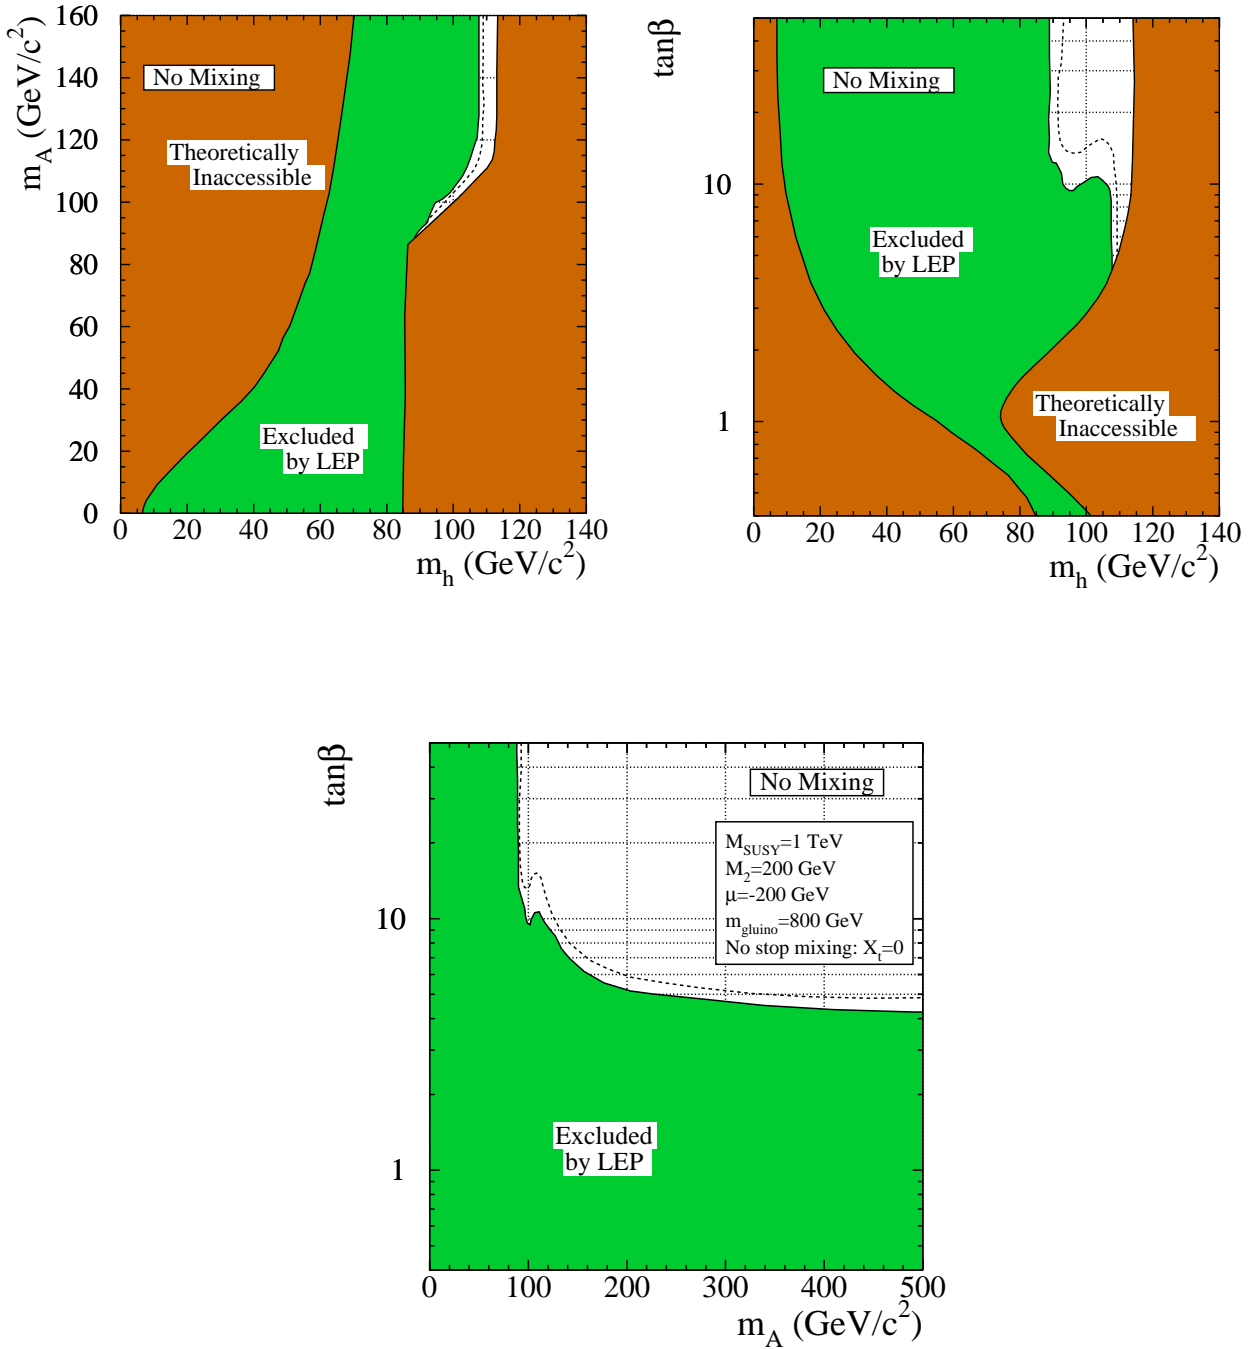 m_A (GeV/c²)
160
140
120
100
80
60
40
20
0
No Mixing
Theoretically
Inaccessible
Excluded
by LEP
0 20 40 60 80 100 120 140
m_h (GeV/c²)
tanβ
10
1
No Mixing
Excluded
by LEP
Theoretically
Inaccessible
0 20 40 60 80 100 120 140
m_h (GeV/c²)
tanβ
10
1
No Mixing
M_SUSY=1 TeV
M_2=200 GeV
μ=-200 GeV
m_gluino=800 GeV
No stop mixing: X_t=0
Excluded
by LEP
0 100 200 300 400 500
m_A (GeV/c²)